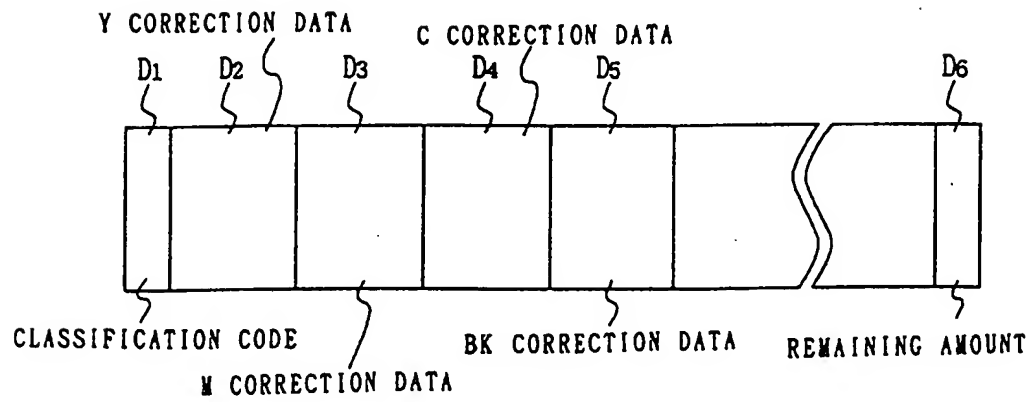 Y CORRECTION DATA
C CORRECTION DATA
D1 D2 D3 D4 D5 D6
CLASSIFICATION CODE
BK CORRECTION DATA
REMAINING AMOUNT
M CORRECTION DATA